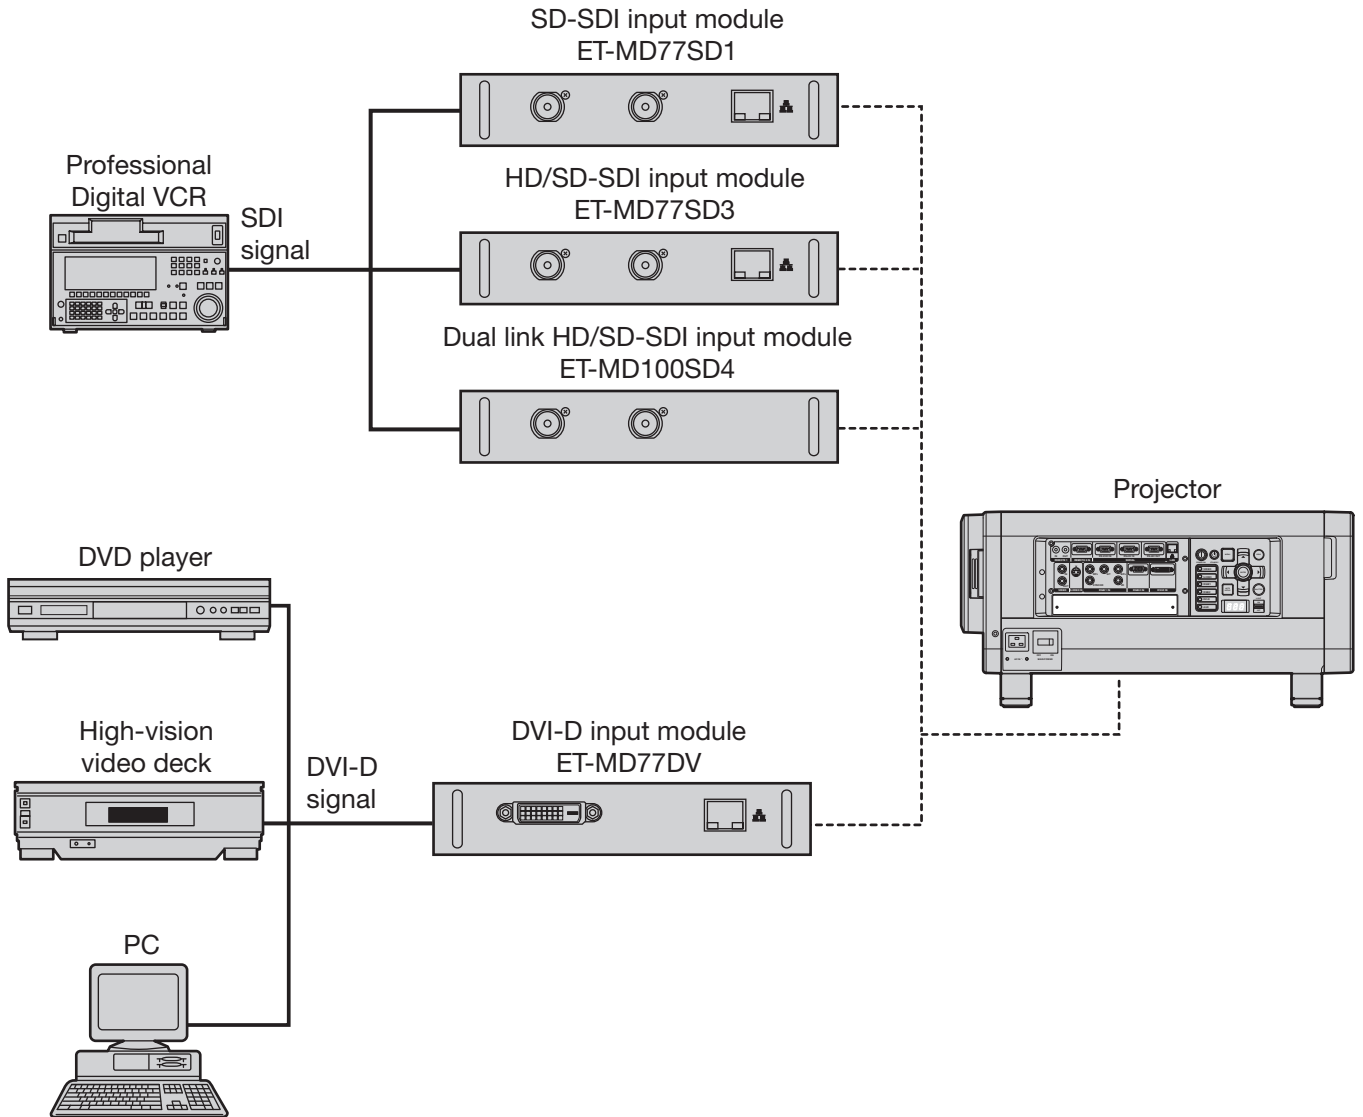 SD-SDI input module
ET-MD77SD1
Professional
Digital VCR
SDI
signal
HD/SD-SDI input module
ET-MD77SD3
Dual link HD/SD-SDI input module
ET-MD100SD4
Projector
DVD player
High-vision
video deck
DVI-D
signal
DVI-D input module
ET-MD77DV
PC